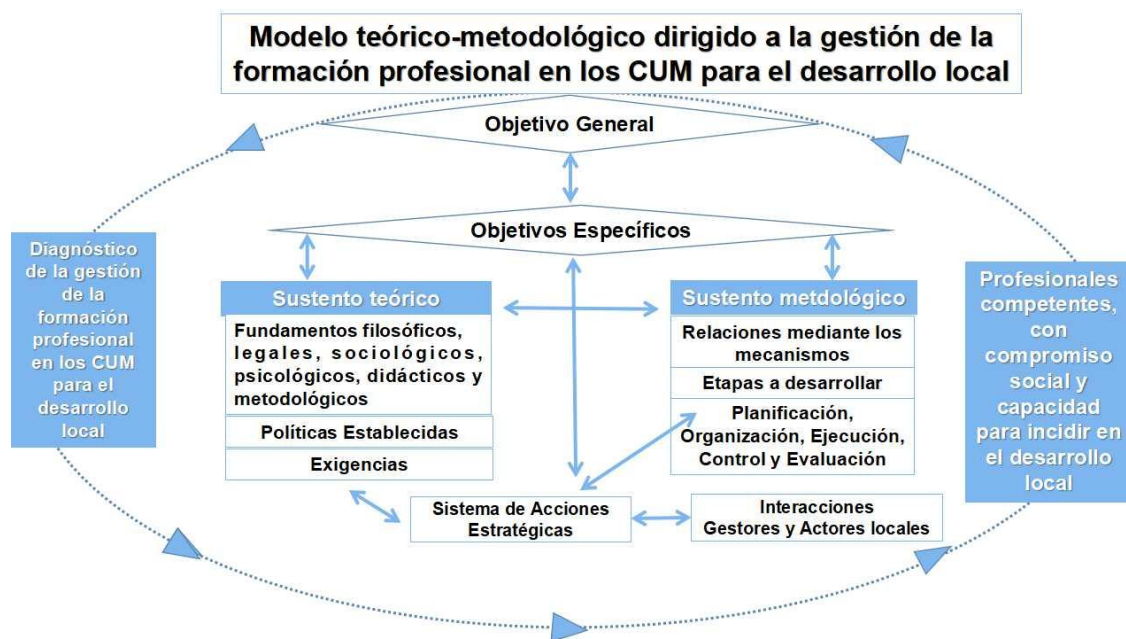 Modelo teórico-metodológico dirigido a la gestión de la
formación profesional en los CUM para el desarrollo local
Objetivo General
Objetivos Específicos
Diagnóstico
de la gestión
de la
formación
profesional
en los CUM
para el
desarrollo
local
Sustento teórico
Fundamentos filosóficos,
legales, sociológicos,
psicológicos, didácticos y
metodológicos
Políticas Establecidas
Exigencias
Sustento metdológico
Relaciones mediante los
mecanismos
Etapas a desarrollar
Planificación,
Organización, Ejecución,
Control y Evaluación
Profesionales
competentes,
con
compromiso
social y
capacidad
para incidir en
el desarrollo
local
Sistema de Acciones
Estratégicas
Interacciones
Gestores y Actores locales